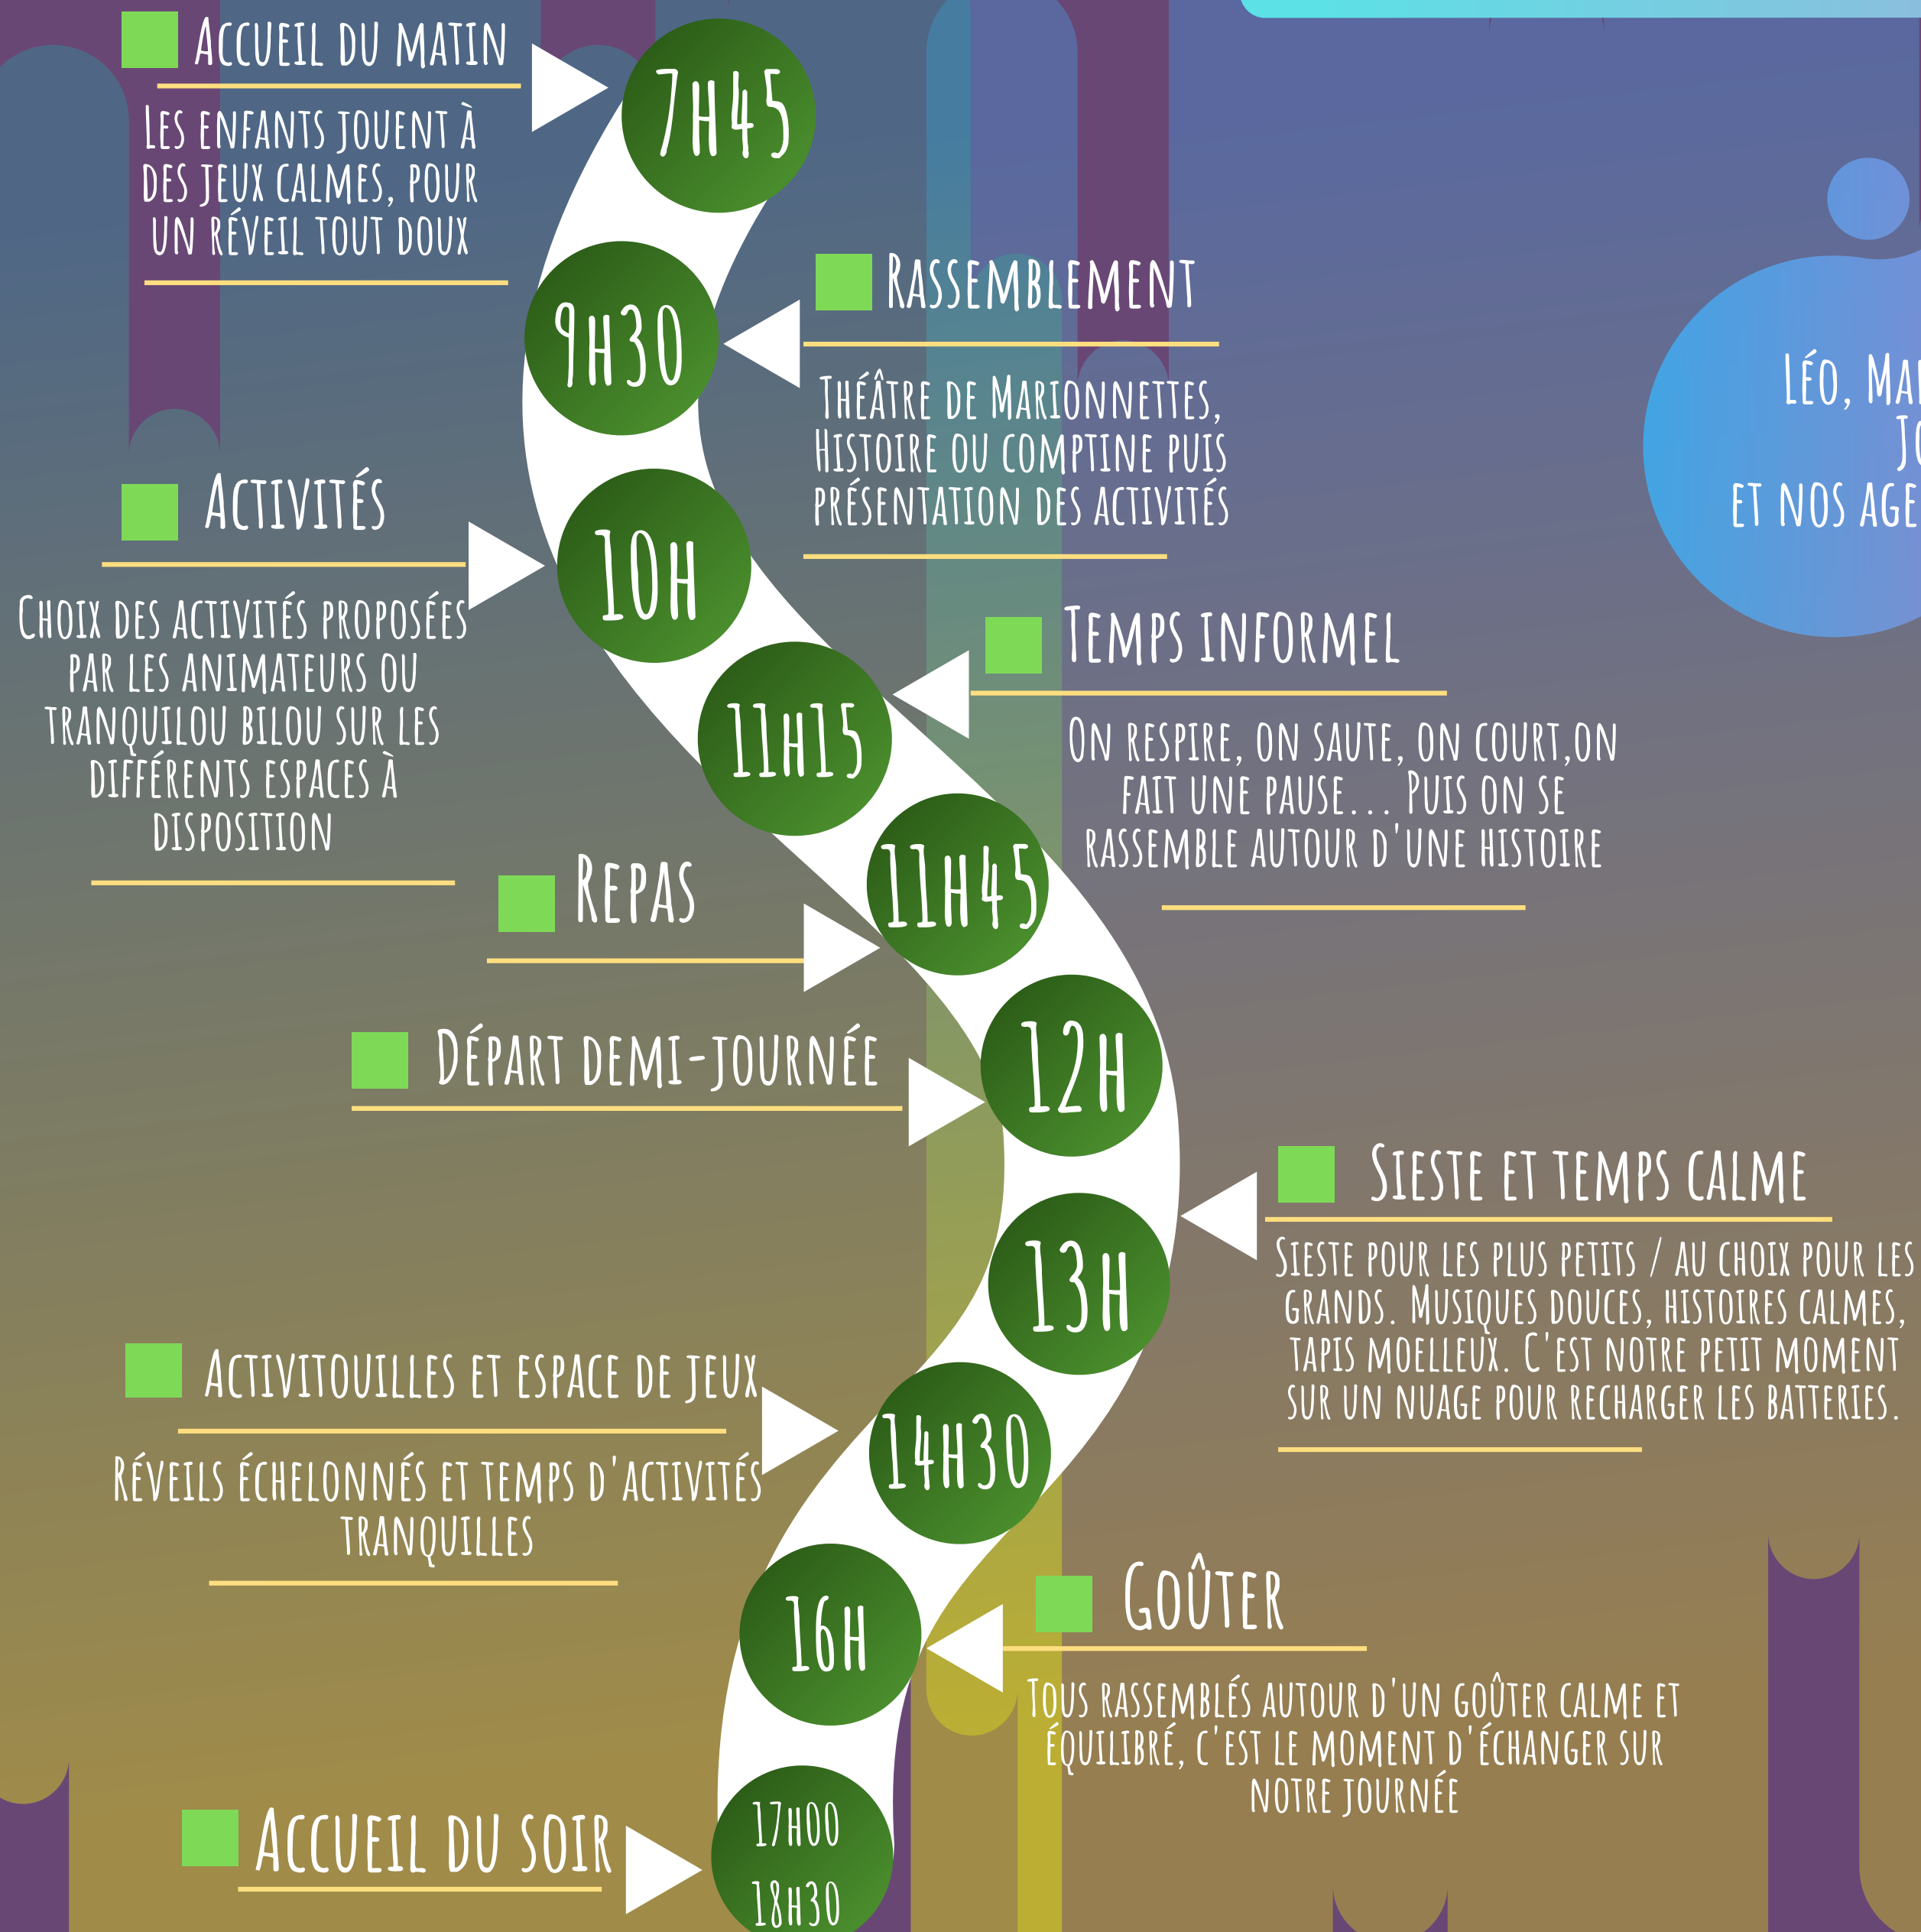 Accueil du matin
7h45
Les enfants jouent à
des jeux calmes, pour
un réveil tout doux
Rassemblement
9h30
Théâtre de Marionnettes,
Histoire ou comptine puis
présentation des activités
Léo,
et nos
Activités
10h
Choix des activités proposées
par les animateurs ou
tranquilou bilou sur les
différents espaces à
disposition
Temps informel
11h15
On respire, on saute, on court,on
fait une pause... Puis on se
rassemble autour d'une histoire
Repas
11h45
Départ demi-journée
12h
Sieste et temps calme
13h
Sieste pour les plus petits / au choix pour les
grands. Musiques douces, histoires calmes,
tapis moelleux. C'est notre petit moment
sur un nuage pour recharger les batteries.
Activitouilles et espace de jeux
14h30
Réveils échelonnés et temps d'activités
tranquilles
Goûter
16h
Tous rassemblés autour d'un goûter calme et
équilibré, c'est le moment d'échanger sur
notre journée
Accueil du soir
17h00
18h30